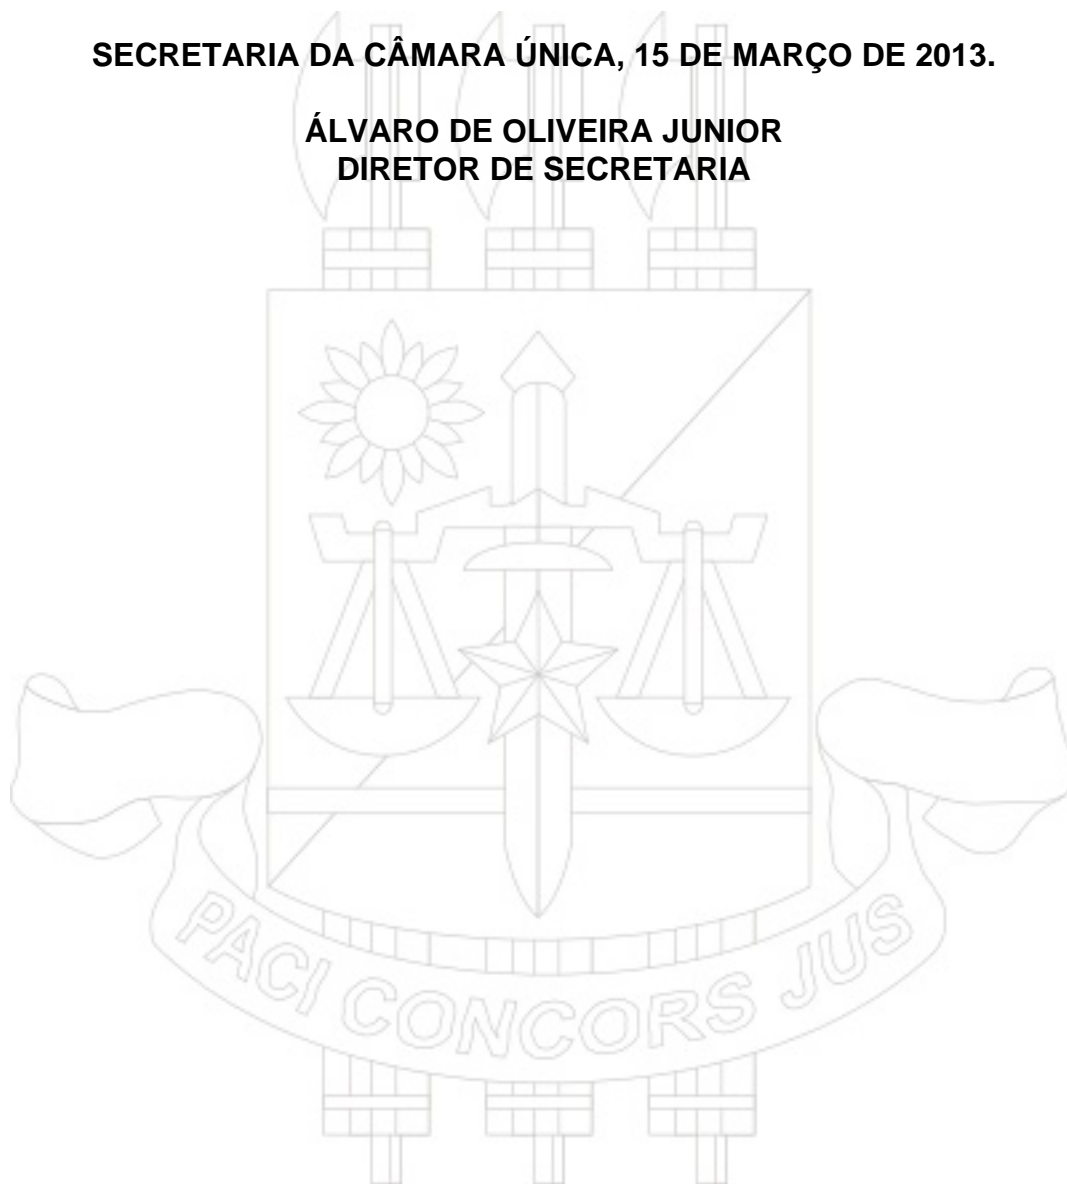 SECRETARIA DA CÂMARA ÚNICA, 15 DE MARÇO DE 2013.
ÁLVARO DE OLIVEIRA JUNIOR
DIRETOR DE SECRETARIA
PACI CONCORS JUS